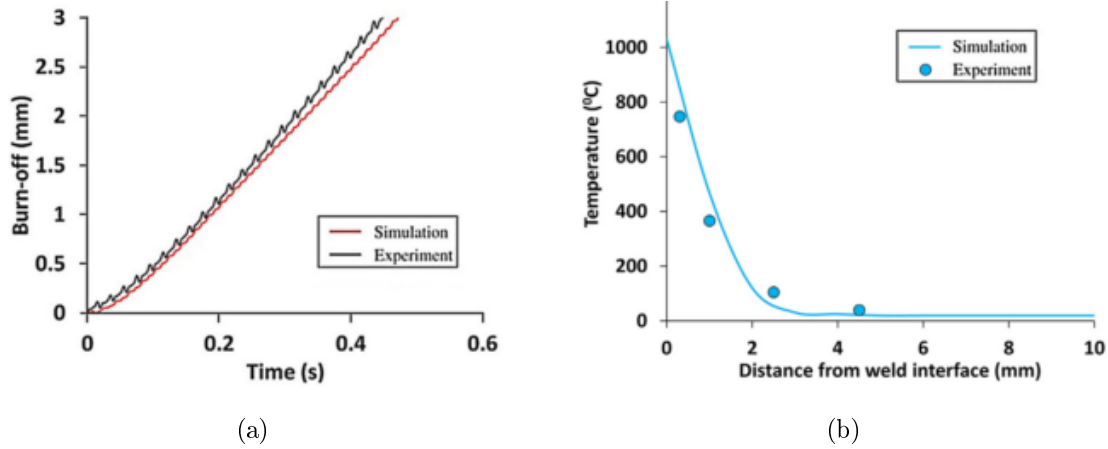 3
2.5
2
1.5
1
0.5
0
Burn-off (mm)
Simulation
Experiment
0 0.2 0.4 0.6
Time (s)
(a)
1000
800
600
400
200
0
Temperature (⁰C)
Simulation
Experiment
0 2 4 6 8 10
Distance from weld interface (mm)
(b)